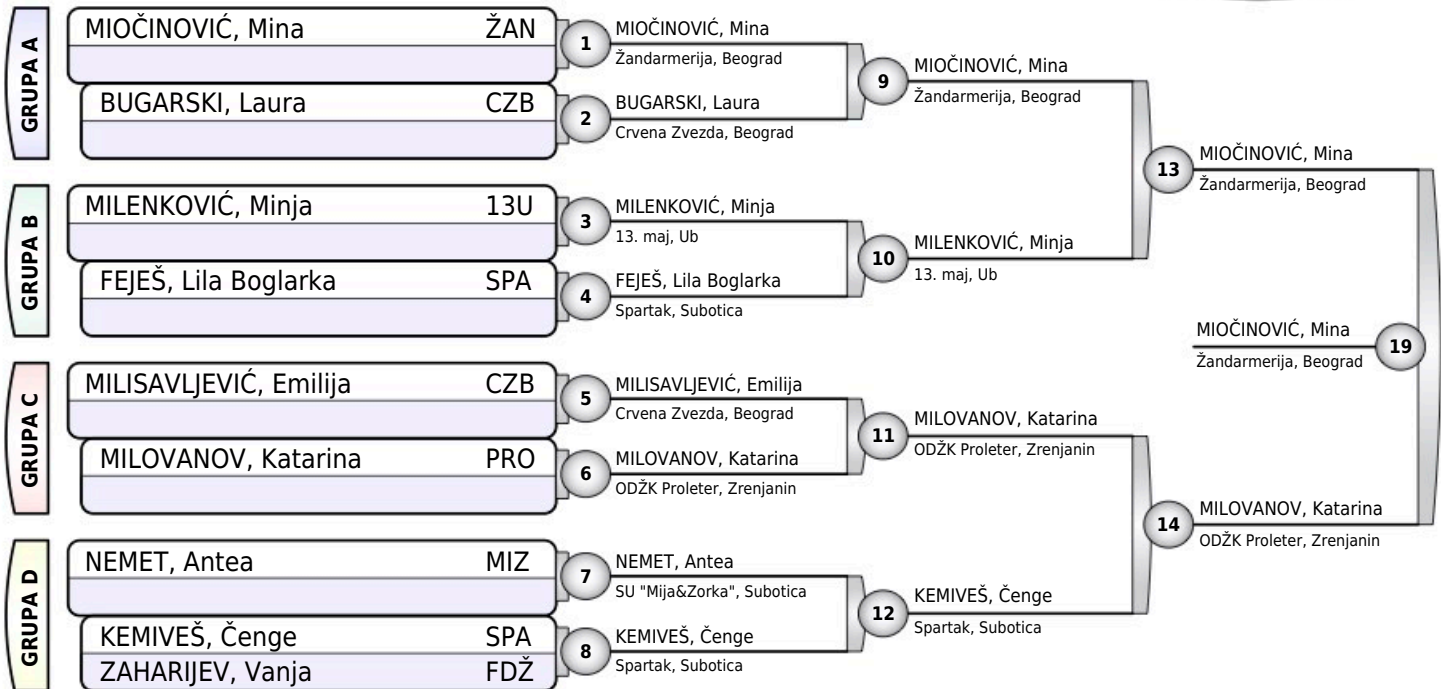 GRUPA A
MIOČINOVIĆ, Mina ŽAN
BUGARSKI, Laura CZB
GRUPA B
MILENKOVIĆ, Minja 13U
FEJEŠ, Lila Boglarka SPA
GRUPA C
MILISAVLJEVIĆ, Emilija CZB
MILOVANOV, Katarina PRO
GRUPA D
NEMET, Antea MIZ
KEMIVEŠ, Čenge SPA
ZAHARIJEV, Vanja FDŽ
1
MIOČINOVIĆ, Mina
Žandarmerija, Beograd
2
BUGARSKI, Laura
Crvena Zvezda, Beograd
3
MILENKOVIĆ, Minja
13. maj, Ub
4
FEJEŠ, Lila Boglarka
Spartak, Subotica
5
MILISAVLJEVIĆ, Emilija
Crvena Zvezda, Beograd
6
MILOVANOV, Katarina
ODŽK Proleter, Zrenjanin
7
NEMET, Antea
SU "Mija&Zorka", Subotica
8
KEMIVEŠ, Čenge
Spartak, Subotica
9
MIOČINOVIĆ, Mina
Žandarmerija, Beograd
10
MILENKOVIĆ, Minja
13. maj, Ub
11
MILOVANOV, Katarina
ODŽK Proleter, Zrenjanin
12
KEMIVEŠ, Čenge
Spartak, Subotica
13
MIOČINOVIĆ, Mina
Žandarmerija, Beograd
14
MILOVANOV, Katarina
ODŽK Proleter, Zrenjanin
MIOČINOVIĆ, Mina
Žandarmerija, Beograd
19